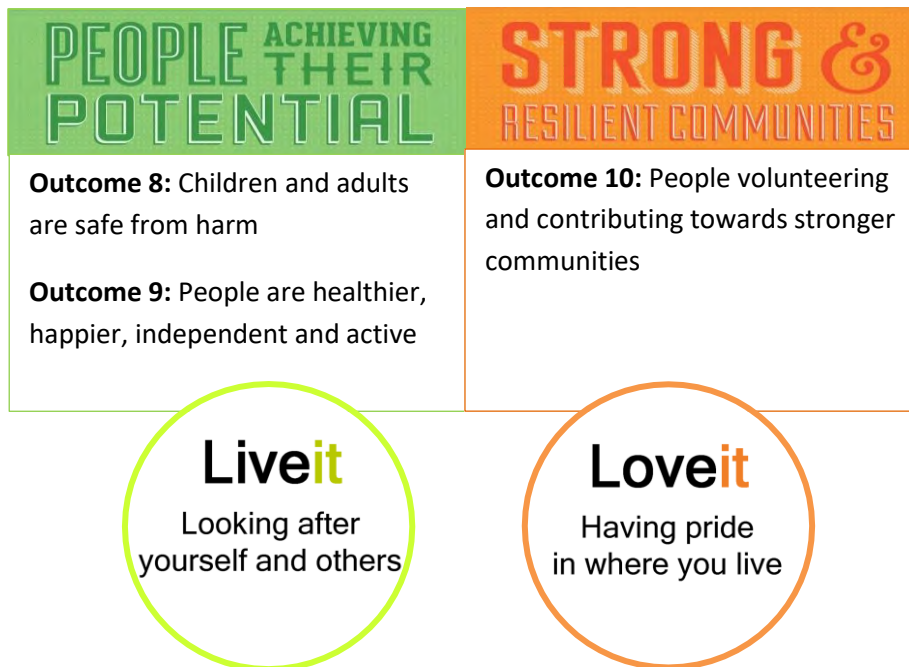 PEOPLE ACHIEVING THEIR
POTENTIAL
Outcome 8: Children and adults
are safe from harm
Outcome 9: People are healthier,
happier, independent and active
Liveit
Looking after
yourself and others
STRONG &
RESILIENT COMMUNITIES
Outcome 10: People volunteering
and contributing towards stronger
communities
Loveit
Having pride
in where you live